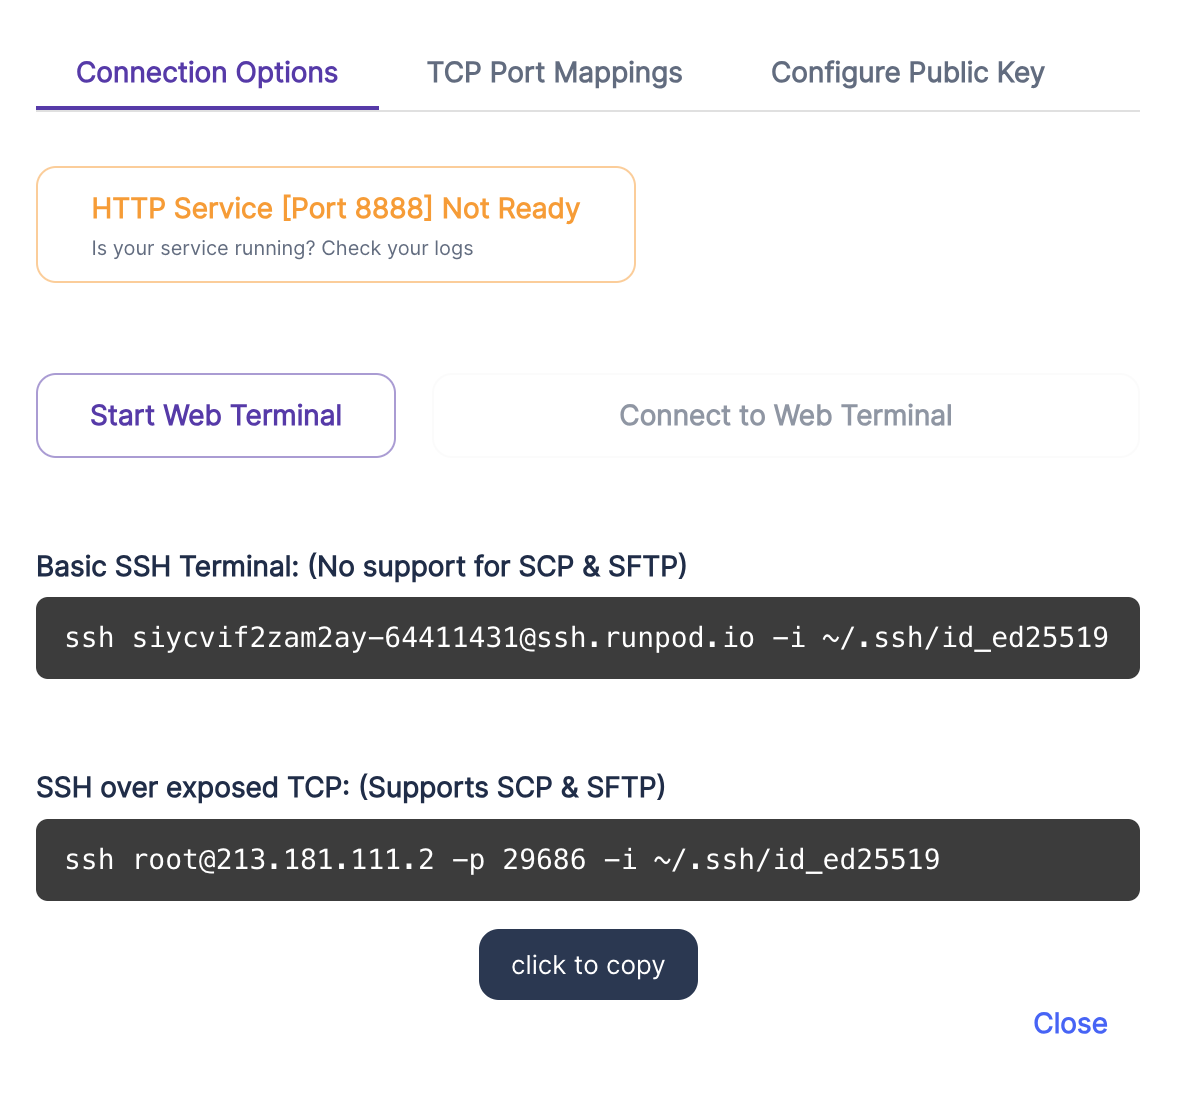 Connection Options
TCP Port Mappings
Configure Public Key
HTTP Service [Port 8888] Not Ready
Is your service running? Check your logs
Start Web Terminal
Connect to Web Terminal
Basic SSH Terminal: (No support for SCP & SFTP)
ssh siycvif2zam2ay-64411431@ssh.runpod.io -i ~/.ssh/id_ed25519
SSH over exposed TCP: (Supports SCP & SFTP)
ssh root@213.181.111.2 -p 29686 -i ~/.ssh/id_ed25519
click to copy
Close